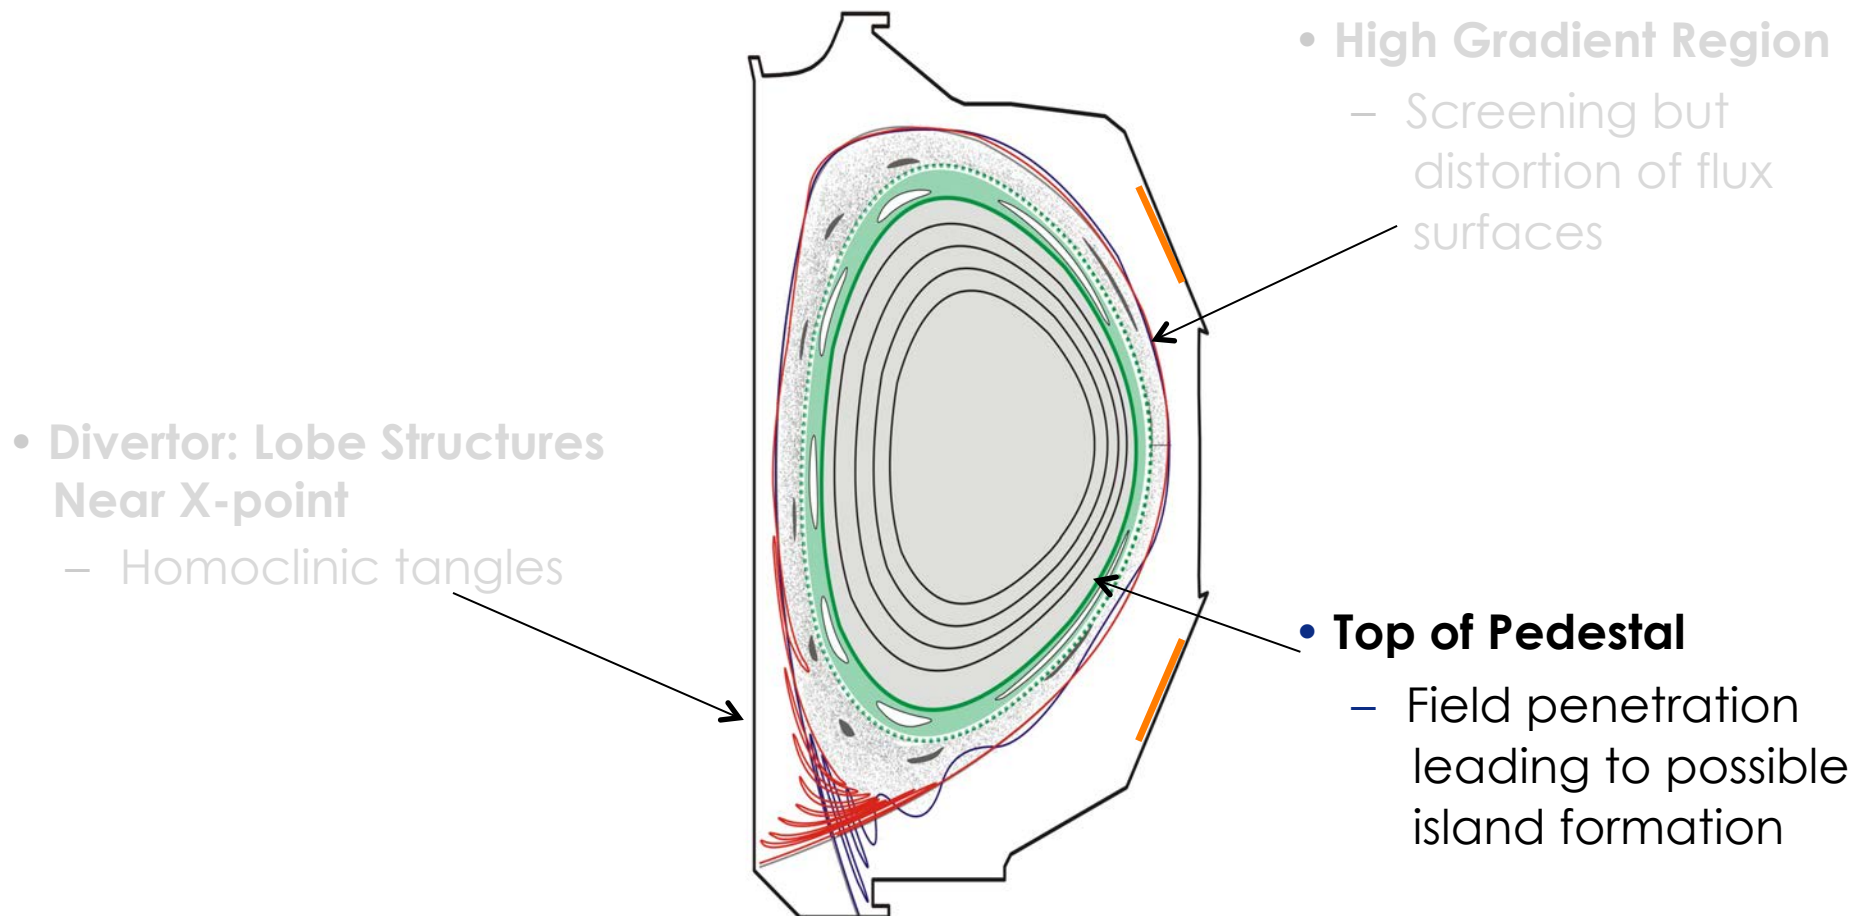 • High Gradient Region
– Screening but
distortion of flux
surfaces
• Divertor: Lobe Structures
Near X-point
– Homoclinic tangles
• Top of Pedestal
– Field penetration
leading to possible
island formation